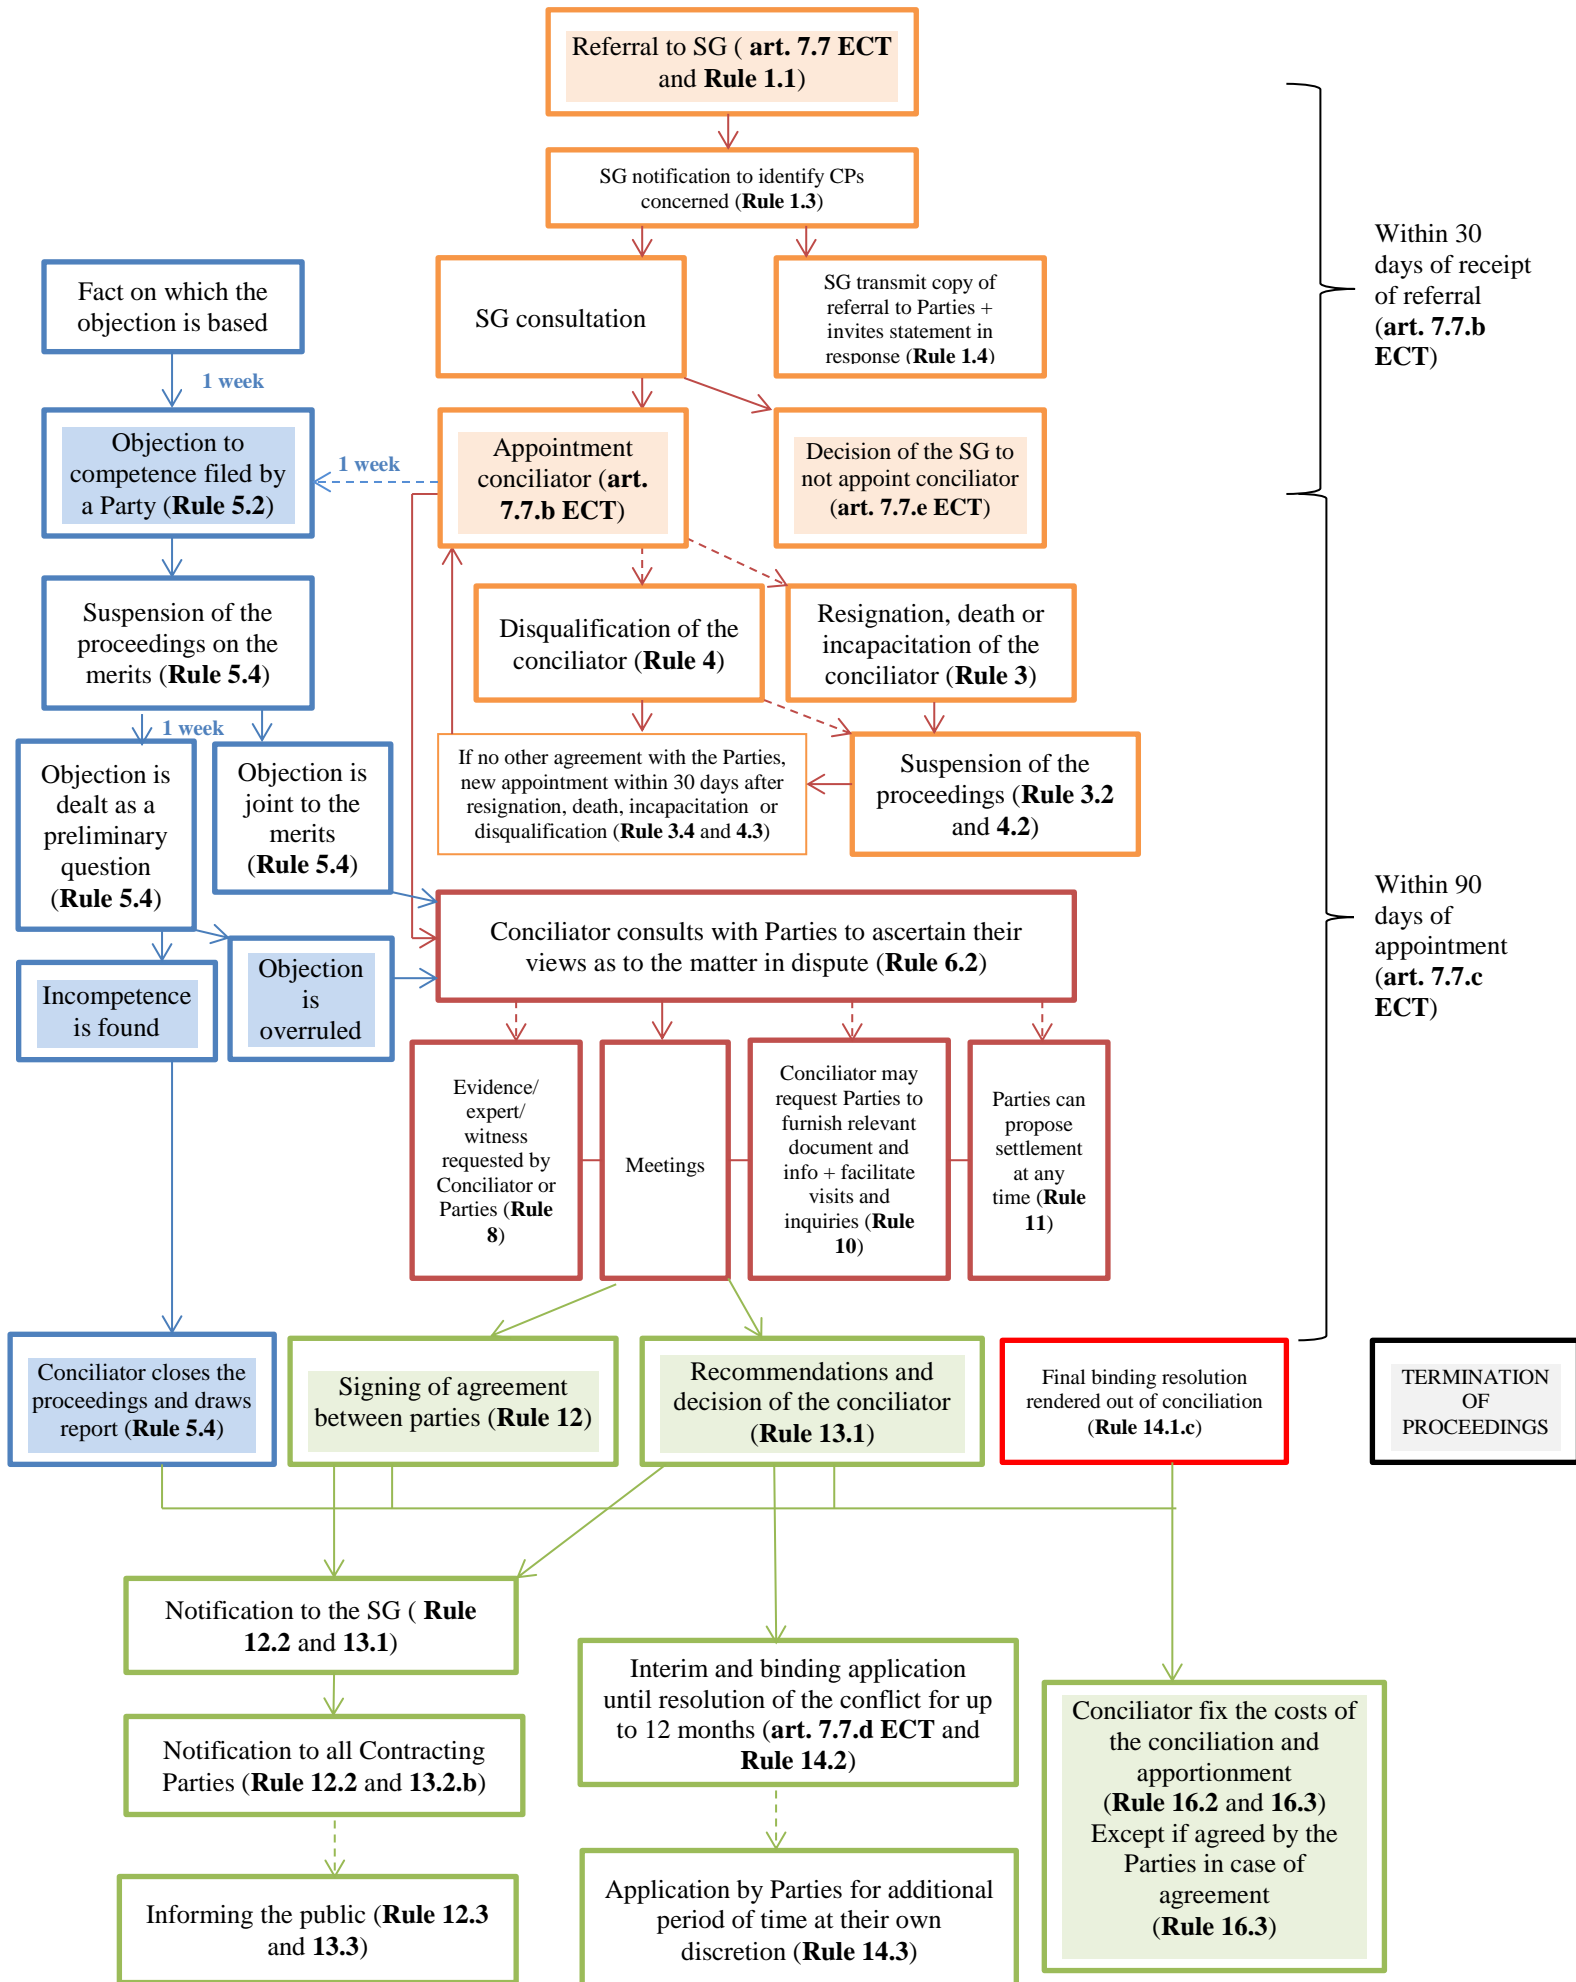 Referral to SG ( art. 7.7 ECT
and Rule 1.1)
SG notification to identify CPs
concerned (Rule 1.3)
Within 30
days of receipt
of referral
(art. 7.7.b
ECT)
Fact on which the
objection is based
SG consultation
SG transmit copy of
referral to Parties +
invites statement in
response (Rule 1.4)
1 week
Objection to
competence filed by
a Party (Rule 5.2)
1 week
Appointment
conciliator (art.
7.7.b ECT)
Decision of the SG to
not appoint conciliator
(art. 7.7.e ECT)
Suspension of the
proceedings on the
merits (Rule 5.4)
Disqualification of the
conciliator (Rule 4)
Resignation, death or
incapacitation of the
conciliator (Rule 3)
1 week
Objection is
dealt as a
preliminary
question
(Rule 5.4)
Objection is
joint to the
merits
(Rule 5.4)
If no other agreement with the Parties,
new appointment within 30 days after
resignation, death, incapacitation or
disqualification (Rule 3.4 and 4.3)
Suspension of the
proceedings (Rule 3.2
and 4.2)
Within 90
days of
appointment
(art. 7.7.c
ECT)
Conciliator consults with Parties to ascertain their
views as to the matter in dispute (Rule 6.2)
Incompetence
is found
Objection
is
overruled
Evidence/
expert/
witness
requested by
Conciliator or
Parties (Rule
8)
Meetings
Conciliator may
request Parties to
furnish relevant
document and
info + facilitate
visits and
inquiries (Rule
10)
Parties can
propose
settlement
at any
time (Rule
11)
Conciliator closes the
proceedings and draws
report (Rule 5.4)
Signing of agreement
between parties (Rule 12)
Recommendations and
decision of the conciliator
(Rule 13.1)
Final binding resolution
rendered out of conciliation
(Rule 14.1.c)
TERMINATION
OF
PROCEEDINGS
Notification to the SG ( Rule
12.2 and 13.1)
Interim and binding application
until resolution of the conflict for up
to 12 months (art. 7.7.d ECT and
Rule 14.2)
Conciliator fix the costs of
the conciliation and
apportionment
(Rule 16.2 and 16.3)
Except if agreed by the
Parties in case of
agreement
(Rule 16.3)
Notification to all Contracting
Parties (Rule 12.2 and 13.2.b)
Informing the public (Rule 12.3
and 13.3)
Application by Parties for additional
period of time at their own
discretion (Rule 14.3)